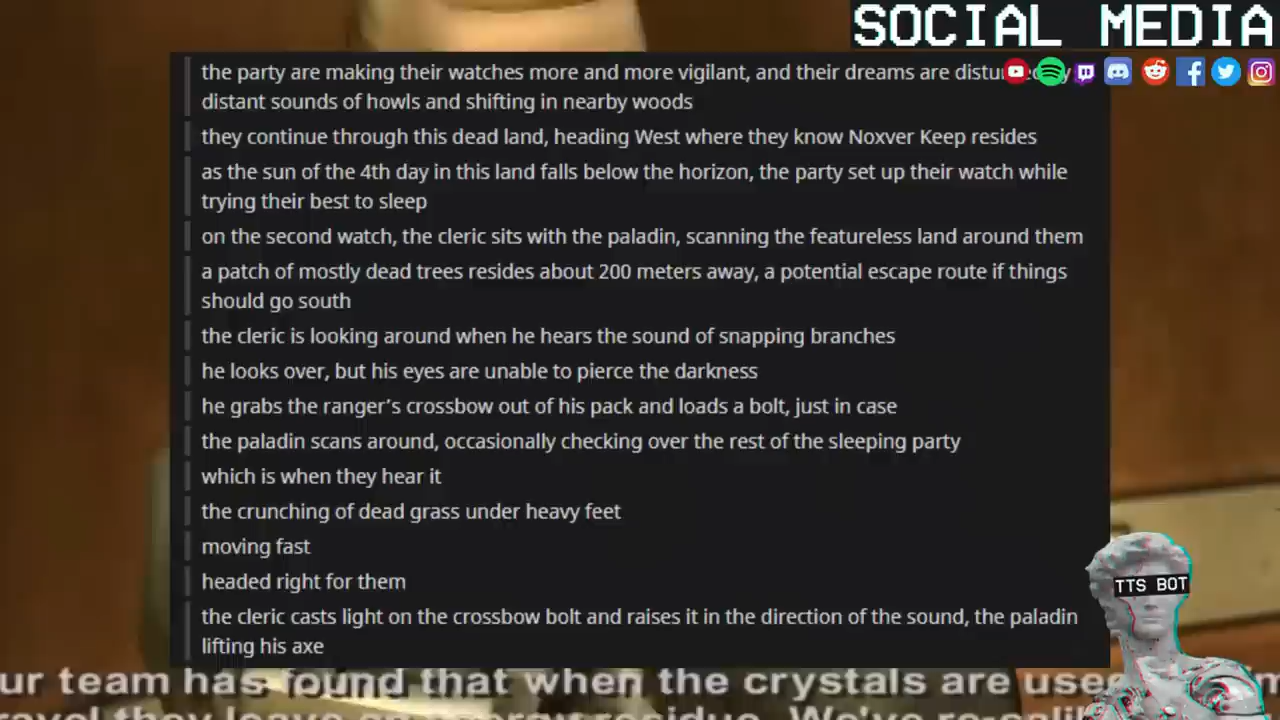 SOCIAL MEDIA
the party are making their watches more and more vigilant, and their dreams are
distant sounds of howls and shifting in nearby woods
they continue through this dead land, heading West where they know Noxver Keep resides
as the sun of the 4th day in this land falls below the horizon, the party set up their watch while
trying their best to sleep
on the second watch, the cleric sits with the paladin, scanning the featureless land around them
a patch of mostly dead trees resides about 200 meters away, a potential escape route if things
should go south
the cleric is looking around when he hears the sound of snapping branches
he looks over, but his eyes are unable to pierce the darkness
he grabs the ranger’s crossbow out of his pack and loads a bolt, just in case
the paladin scans around, occasionally checking over the rest of the sleeping party
which is when they hear it
the crunching of dead grass under heavy feet
moving fast
headed right for them
the cleric casts light on the crossbow bolt and raises it in the direction of the sound, the paladin
lifting his axe
TTS BOT
ur team has found that when the crystals are
they leave